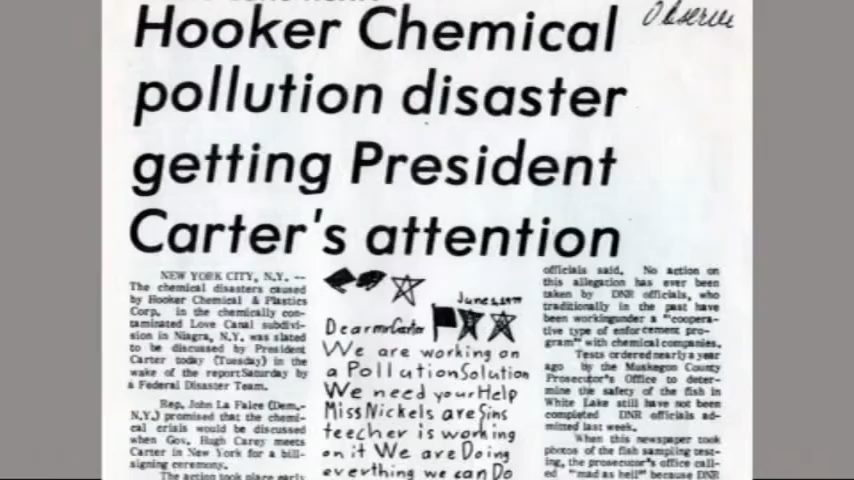 Observer
Hooker Chemical
pollution disaster
getting President
Carter's attention
NEW YORK CITY, N.Y. --
The chemical disasters caused
by Hooker Chemical & Plastics
Corp. in the chemically con-
taminated Love Canal subdivi-
sion in Niagra, N.Y. was slated
to be discussed by President
Carter today (Tuesday) in the
wake of the report Saturday by
a Federal Disaster Team.
Rep. John La Falce (Dem.-
N.Y.) promised that the chemi-
cal crisis would be discussed
when Gov. Hugh Carey meets
Carter in New York for a bill-
signing ceremony.
The action took place early
June
Dear mr Carter
We are working on
a Pollution Solution
We need your Help
Miss Nickels are Sins
teecher is working
on it We are Doing
everthing we can Do
officials said. No action on
this allegation has ever been
taken by DNR officials, who
traditionally in the past have
been workingunder a "coopera-
tive type of enforcement pro-
gram" with chemical companies.
Tests ordered nearly a year
ago by the Muskegon County
Prosecutor's Office to deter-
mine the safety of the fish in
White Lake still have not been
completed DNR officials ad-
mitted last week.
When this newspaper took
photos of the fish sampling test-
ing, the prosecutor's office call-
ed "mad as hell" because DNR